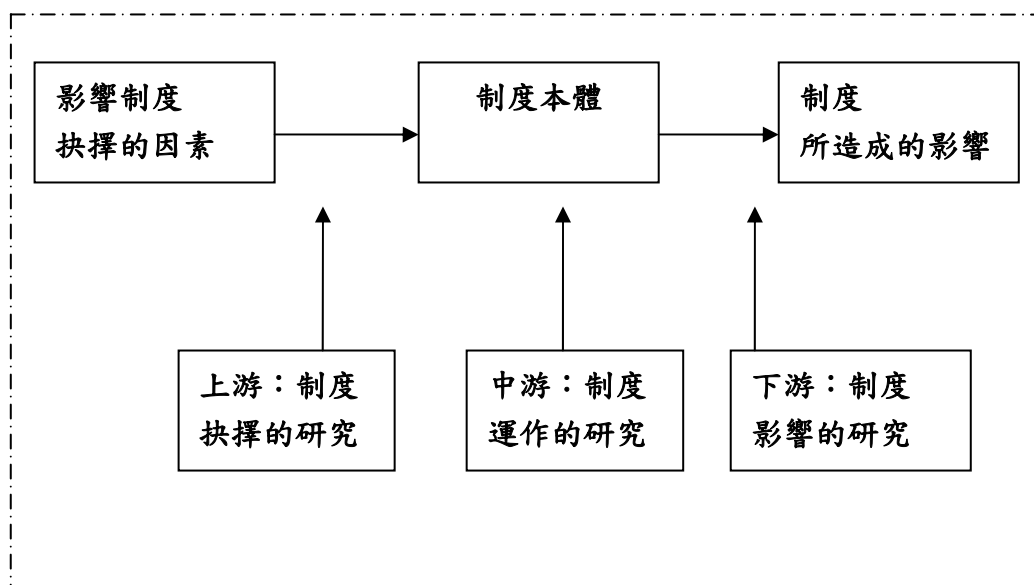 影響制度
抉擇的因素
制度本體
制度
所造成的影響
上游：制度
抉擇的研究
中游：制度
運作的研究
下游：制度
影響的研究